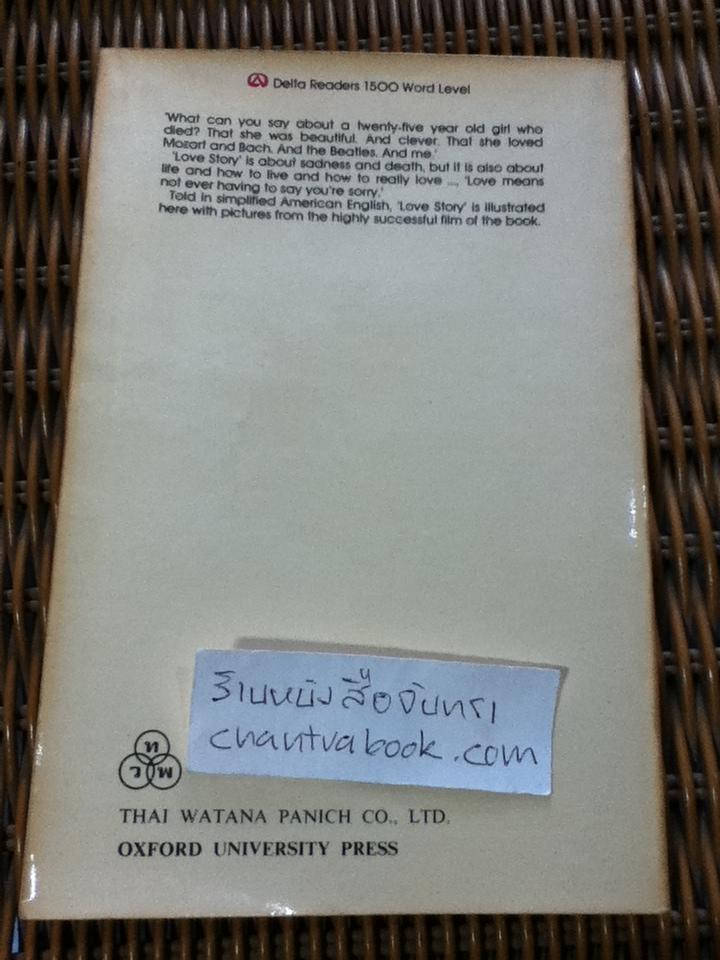 Delta Readers 1500 Word Level
'What can you say about a twenty-five year old girl who
died? That she was beautiful. And clever. That she loved
Mozart and Bach. And the Beatles. And me.'
'Love Story' is about sadness and death, but it is also about
life and how to live and how to really love ..., 'Love means
not ever having to say you're sorry.'
Told in simplified American English, 'Love Story' is illustrated
here with pictures from the highly successful film of the book.
ร้านหนังสือจันทรา
chantrabook.com
ท
ว พ
THAI WATANA PANICH CO., LTD.
OXFORD UNIVERSITY PRESS